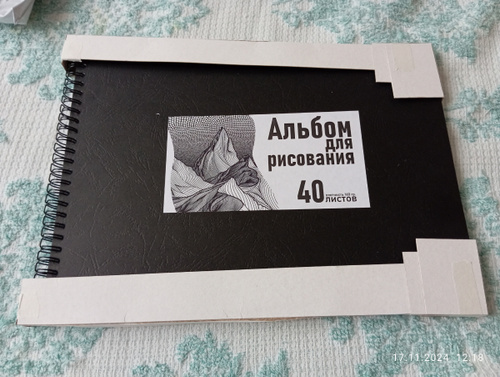 Альбом
для
рисования
40
листов
17.11.2024 12:18